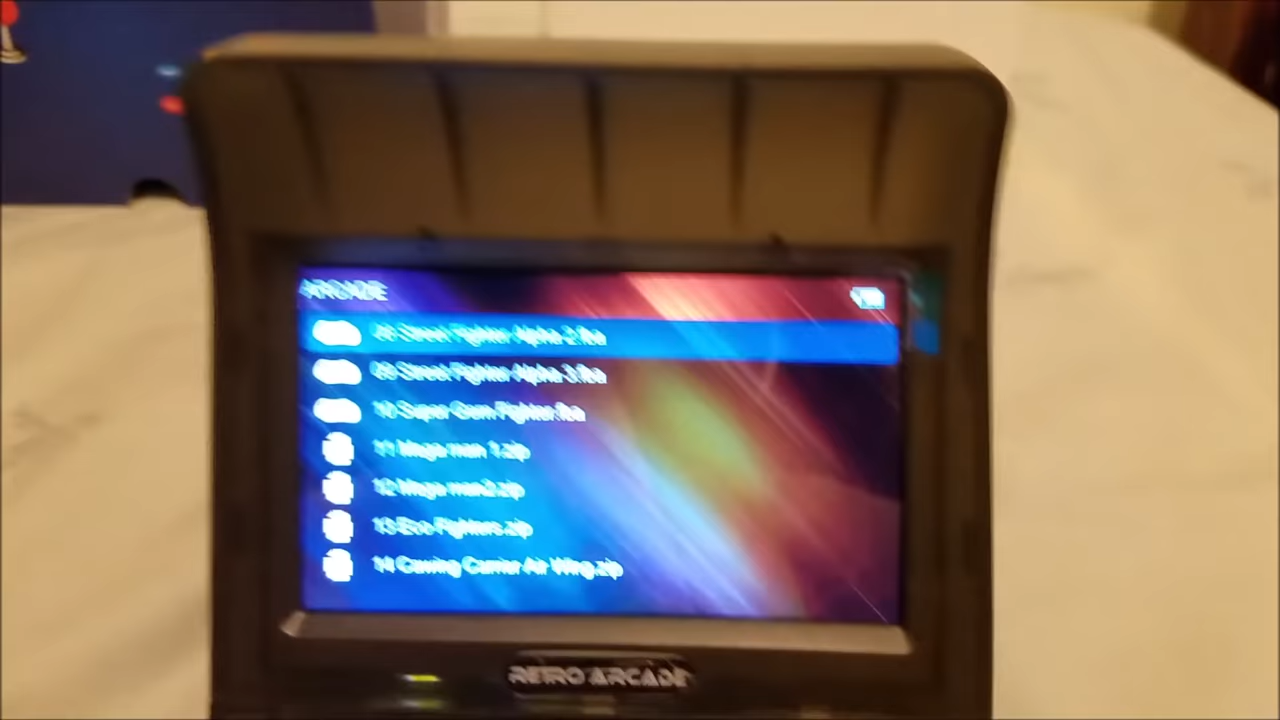 ARCADE
08 Street Fighter Alpha 2.fba
09 Street Fighter Alpha 3.fba
10 Super Gem Fighter.fba
11 Mega man 1.zip
12 Mega man2.zip
13 Eco Fighters.zip
14 Cawing Carrier Air Wing.zip
RETRO ARCADE